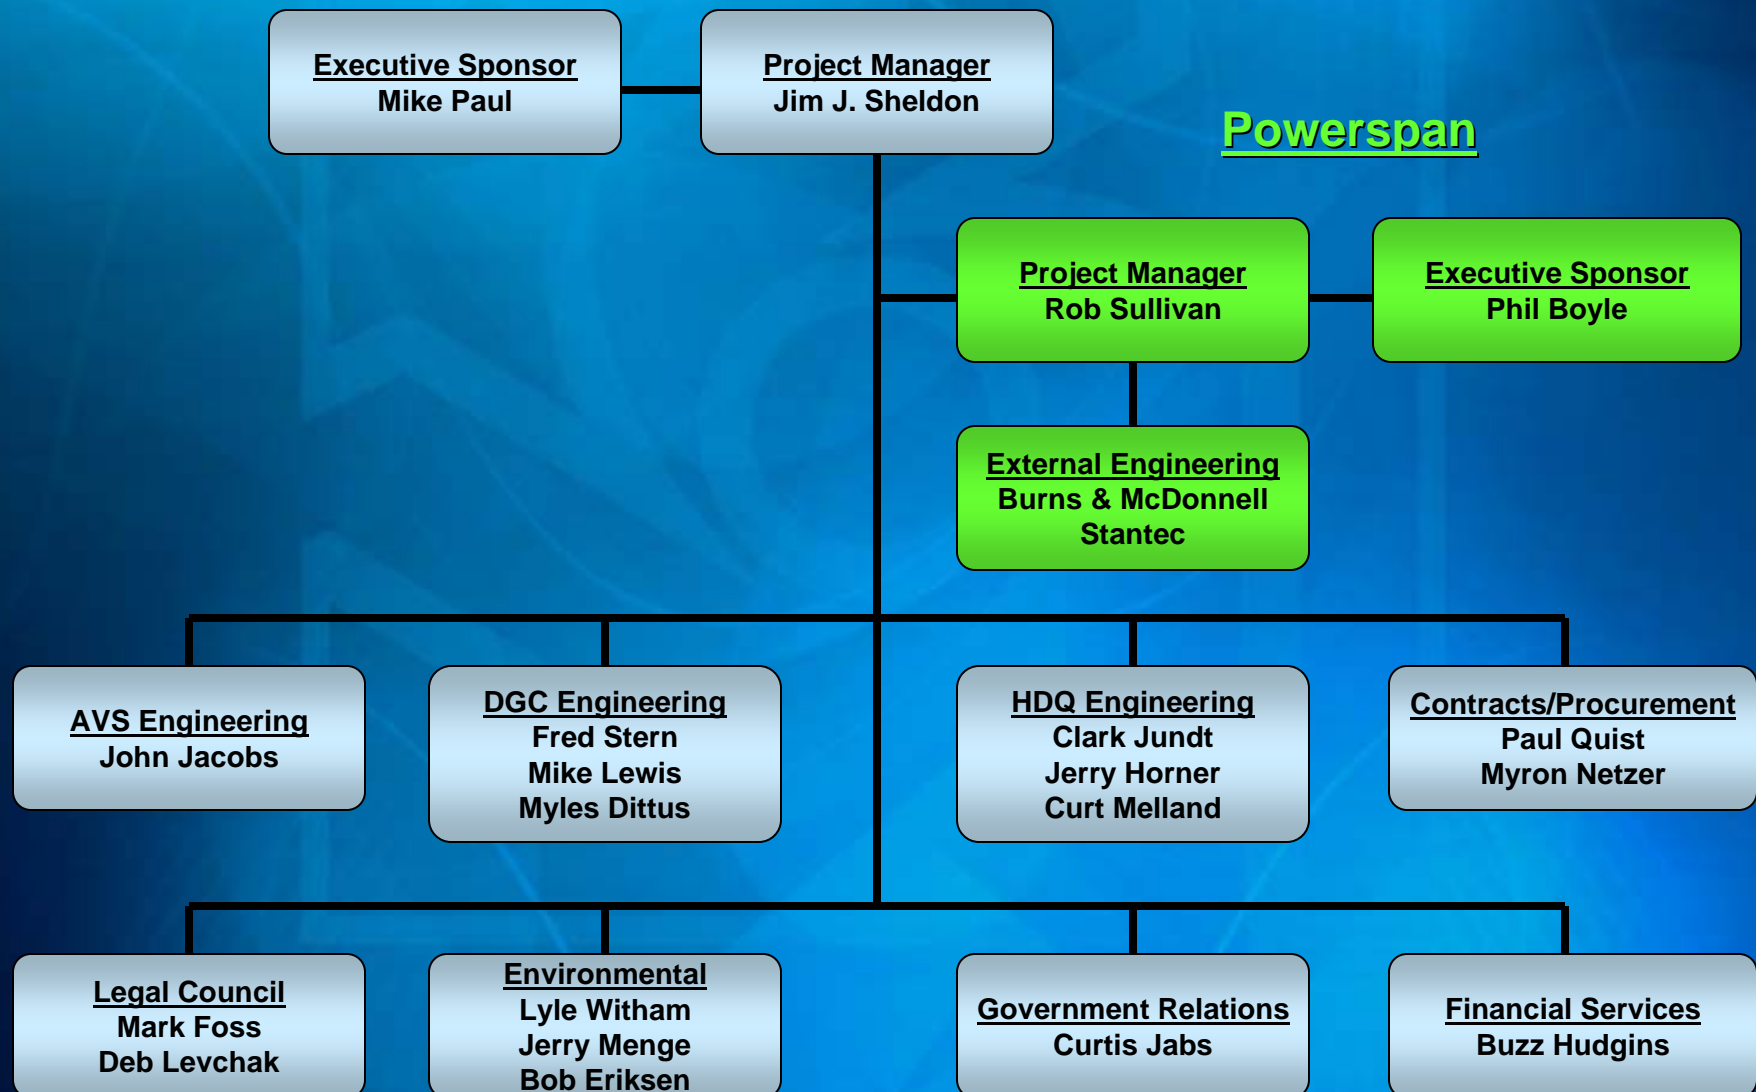 Executive Sponsor
Mike Paul
Project Manager
Jim J. Sheldon
Powerspan
Project Manager
Rob Sullivan
Executive Sponsor
Phil Boyle
External Engineering
Burns & McDonnell
Stantec
AVS Engineering
John Jacobs
DGC Engineering
Fred Stern
Mike Lewis
Myles Dittus
HDQ Engineering
Clark Jundt
Jerry Horner
Curt Melland
Contracts/Procurement
Paul Quist
Myron Netzer
Legal Council
Mark Foss
Deb Levchak
Environmental
Lyle Witham
Jerry Menge
Bob Eriksen
Government Relations
Curtis Jabs
Financial Services
Buzz Hudgins